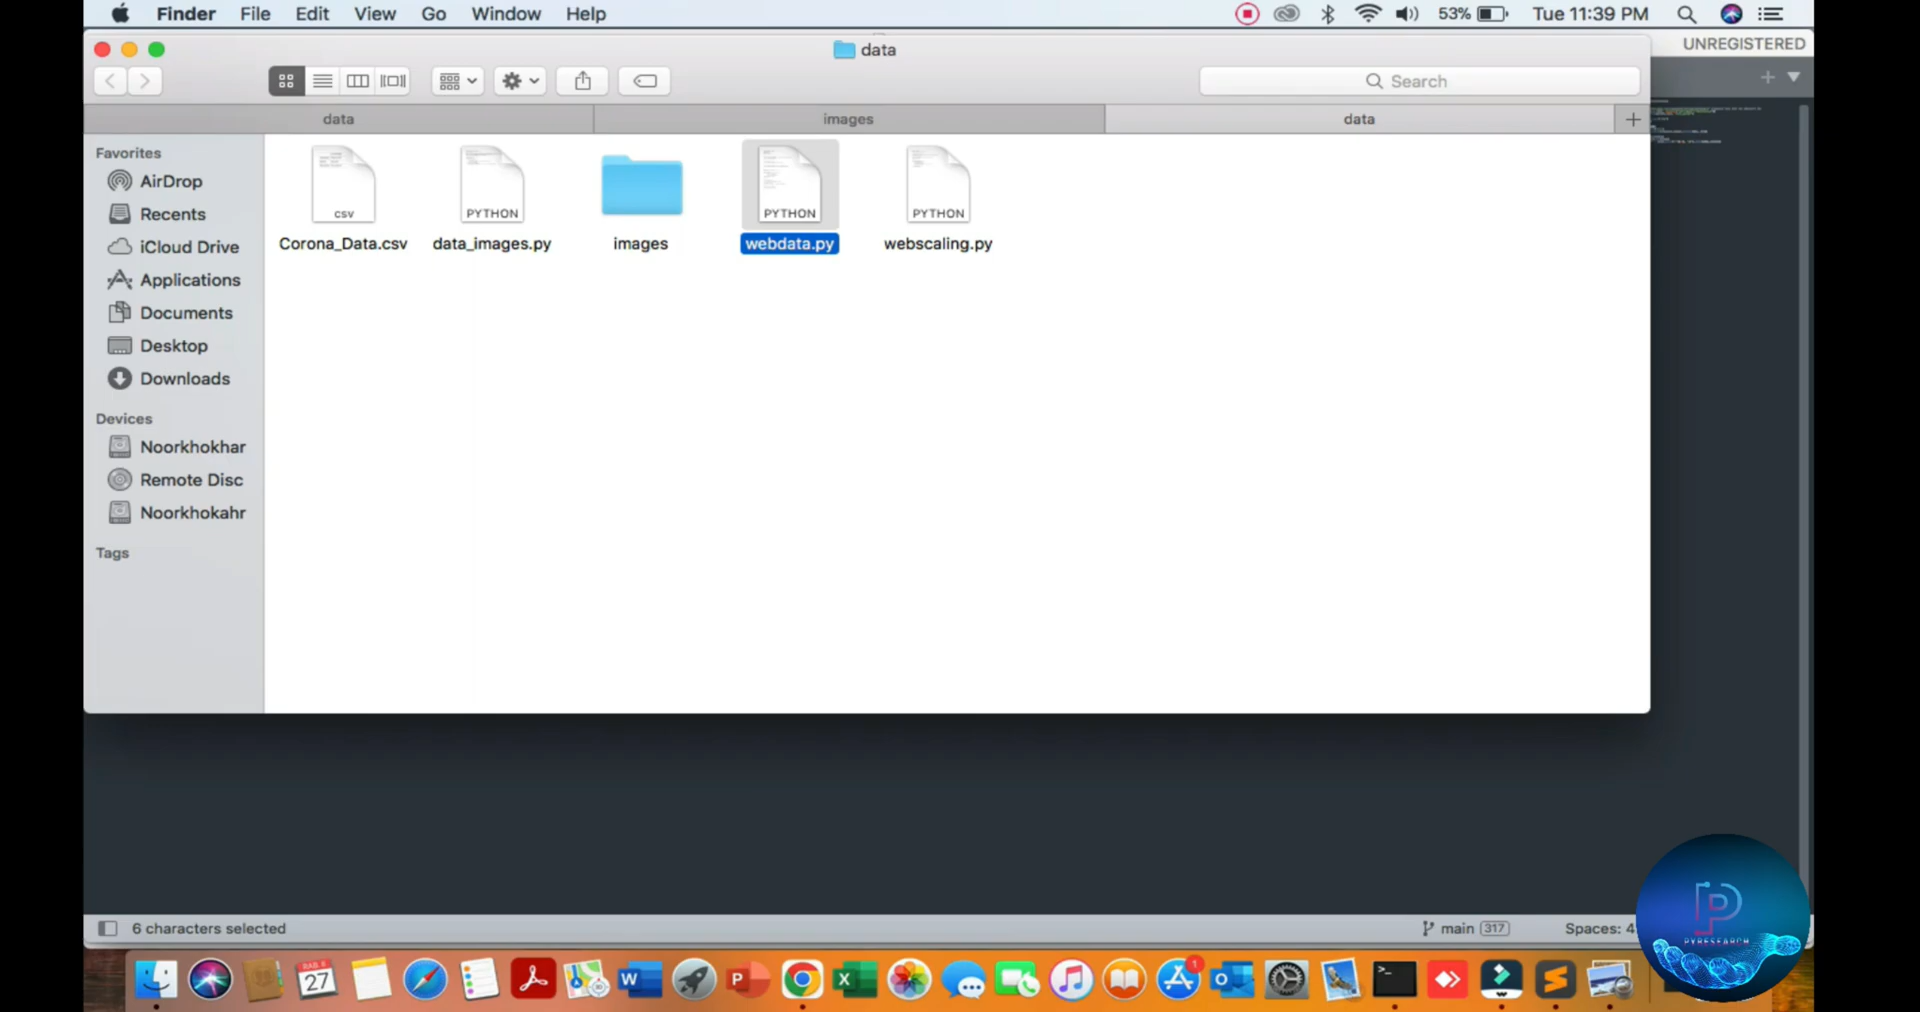 Finder File Edit View Go Window Help 53% Tue 11:39 PM
UNREGISTERED
data
Search
data images data
Favorites
AirDrop
Recents
iCloud Drive
Applications
Documents
Desktop
Downloads
Devices
Noorkhokhar
Remote Disc
Noorkhokahr
Tags
CSV PYTHON PYTHON PYTHON
Corona_Data.csv data_images.py images webdata.py webscaling.py
6 characters selected main 317 Spaces: 4
PYRESEARCH
27 W P X 1 O